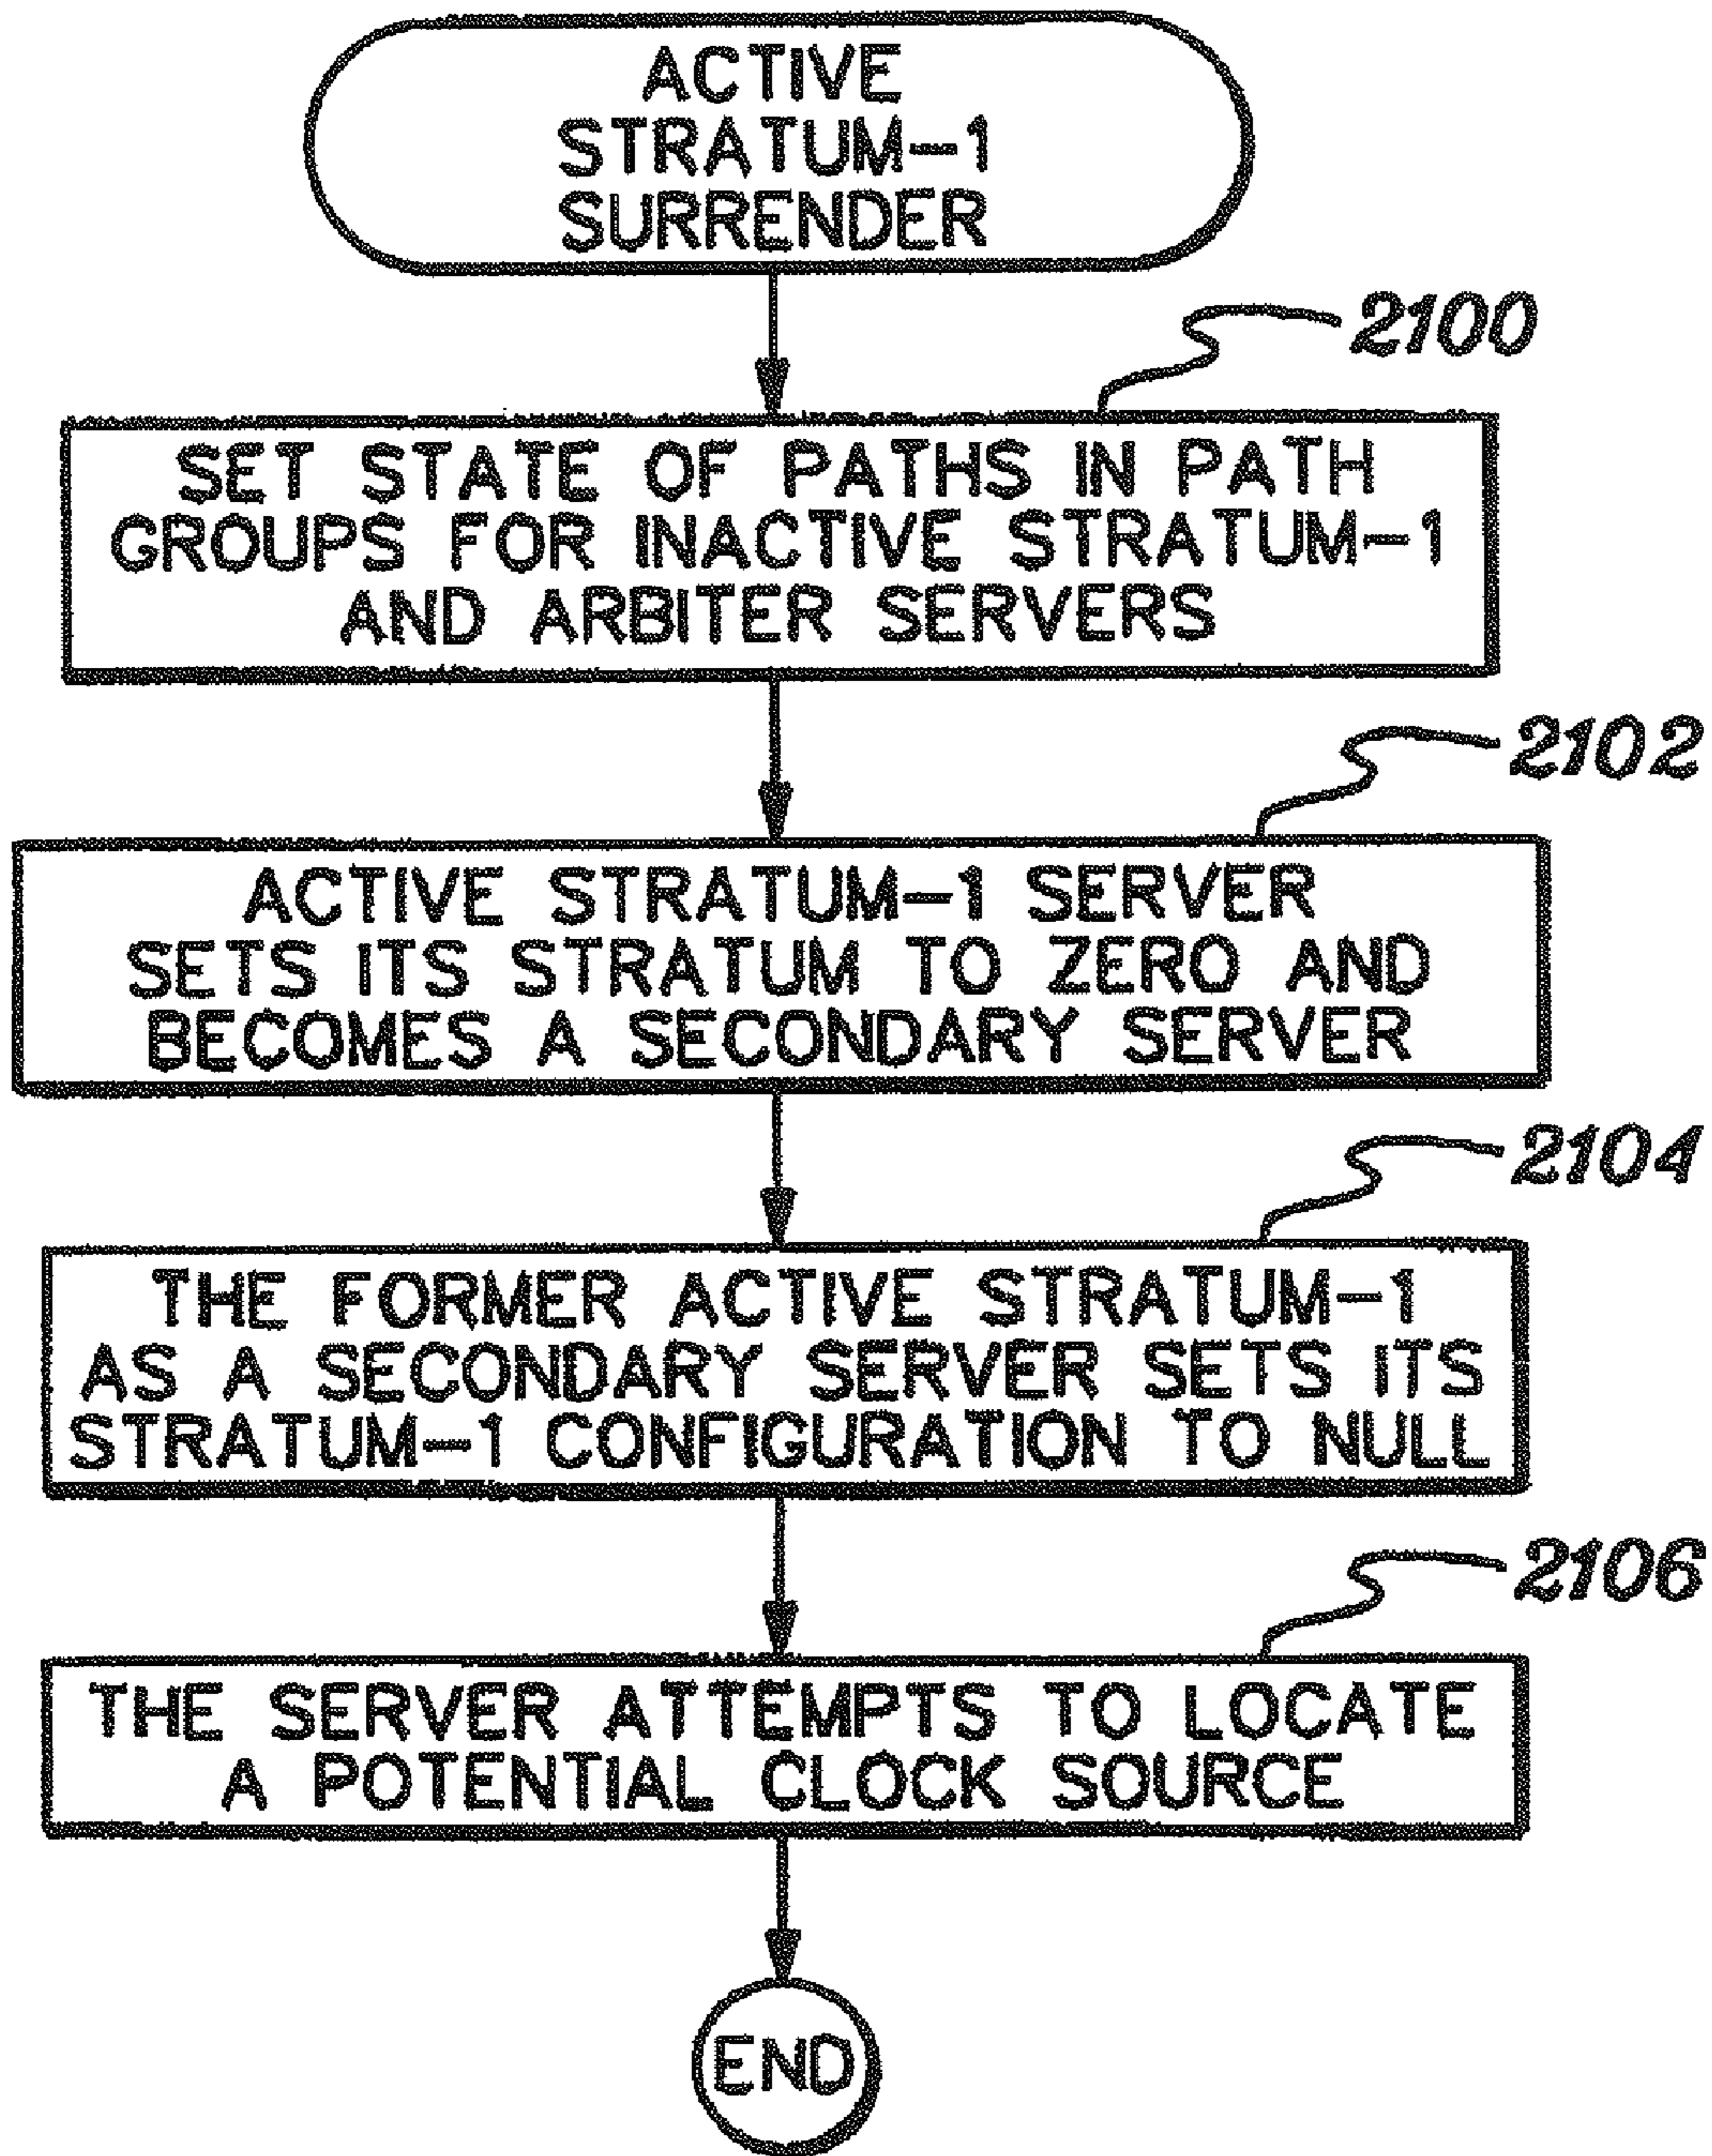 ACTIVE
STRATUM-1
SURRENDER
2100
SET STATE OF PATHS IN PATH
GROUPS FOR INACTIVE STRATUM-1
AND ARBITER SERVERS
2102
ACTIVE STRATUM-1 SERVER
SETS ITS STRATUM TO ZERO AND
BECOMES A SECONDARY SERVER
2104
THE FORMER ACTIVE STRATUM-1
AS A SECONDARY SERVER SETS ITS
STRATUM-1 CONFIGURATION TO NULL
2106
THE SERVER ATTEMPTS TO LOCATE
A POTENTIAL CLOCK SOURCE
END